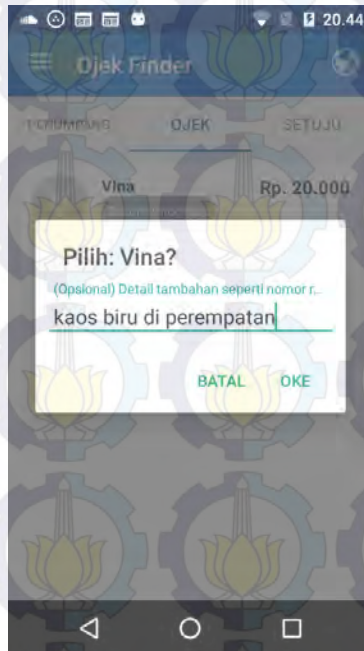 20.44
Ojek Finder
PENUMPANG OJEK SETUJU
Vina Rp. 20.000
Pilih: Vina?
(Opsional) Detail tambahan seperti nomor r...
kaos biru di perempatan
BATAL OKE